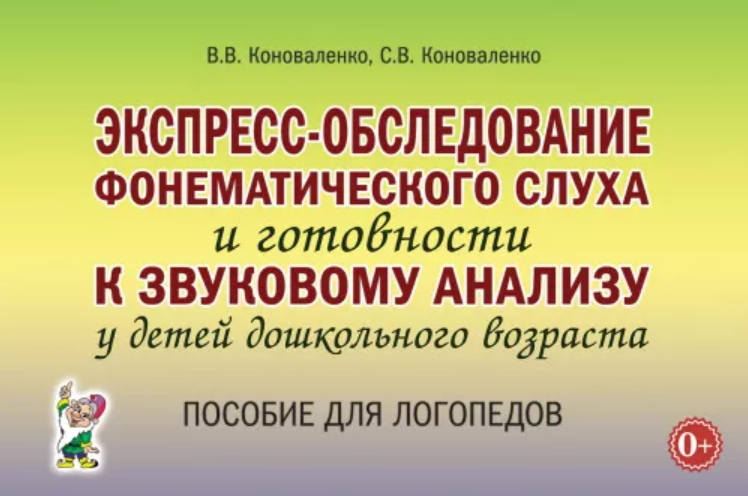 В.В. Коноваленко, С.В. Коноваленко
ЭКСПРЕСС-ОБСЛЕДОВАНИЕ
ФОНЕМАТИЧЕСКОГО СЛУХА
и готовности
К ЗВУКОВОМУ АНАЛИЗУ
у детей дошкольного возраста
ПОСОБИЕ ДЛЯ ЛОГОПЕДОВ
0+